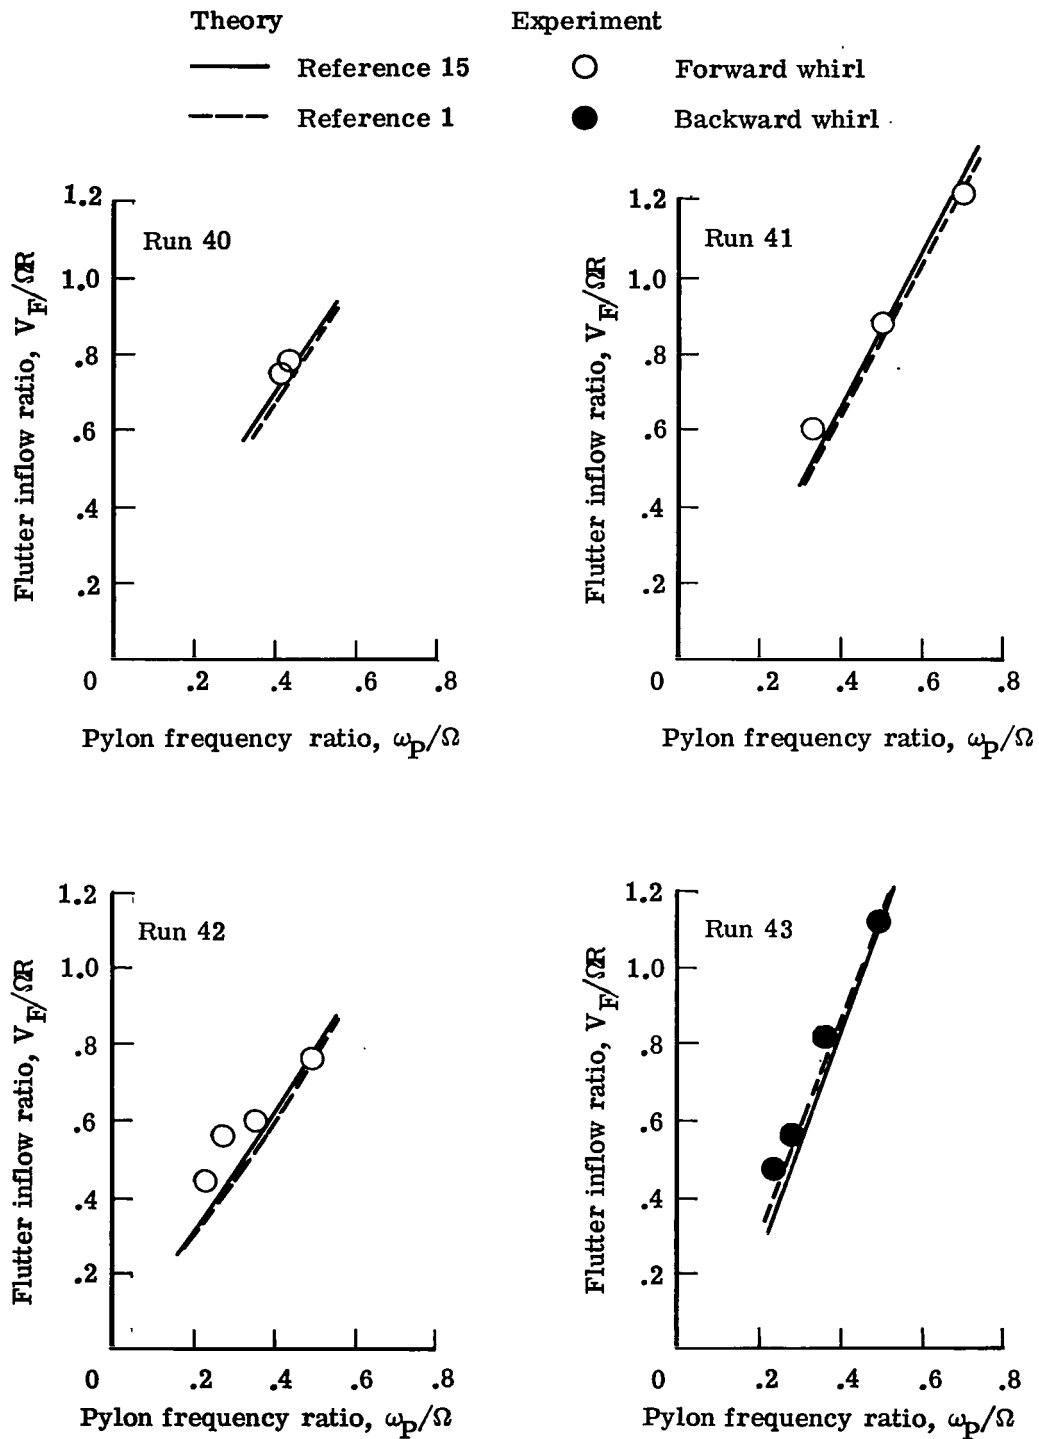 Theory
Experiment
Reference 15
Forward whirl
Reference 1
Backward whirl
Run 40
1.2
1.0
.8
.6
.4
.2
0
.2
.4
.6
.8
Flutter inflow ratio, V_F/ΩR
Pylon frequency ratio, ω_P/Ω
Run 41
1.2
1.0
.8
.6
.4
.2
0
.2
.4
.6
.8
Flutter inflow ratio, V_F/ΩR
Pylon frequency ratio, ω_P/Ω
Run 42
1.2
1.0
.8
.6
.4
.2
0
.2
.4
.6
.8
Flutter inflow ratio, V_F/ΩR
Pylon frequency ratio, ω_P/Ω
Run 43
1.2
1.0
.8
.6
.4
.2
0
.2
.4
.6
.8
Flutter inflow ratio, V_F/ΩR
Pylon frequency ratio, ω_P/Ω